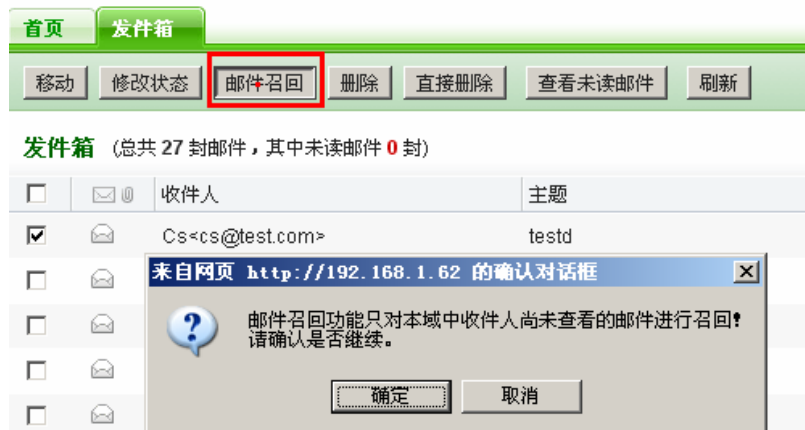 首页
发件箱
移动 修改状态 邮件召回 删除 直接删除 查看未读邮件 刷新
发件箱 (总共 27 封邮件，其中未读邮件 0 封)
收件人 主题
Cs<cs@test.com> testd
来自网页 http://192.168.1.62 的确认对话框
邮件召回功能只对本域中收件人尚未查看的邮件进行召回!
请确认是否继续。
确定 取消